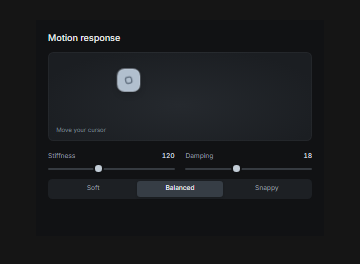 Motion response
Move your cursor
Stiffness 120 Damping 18
Soft Balanced Snappy